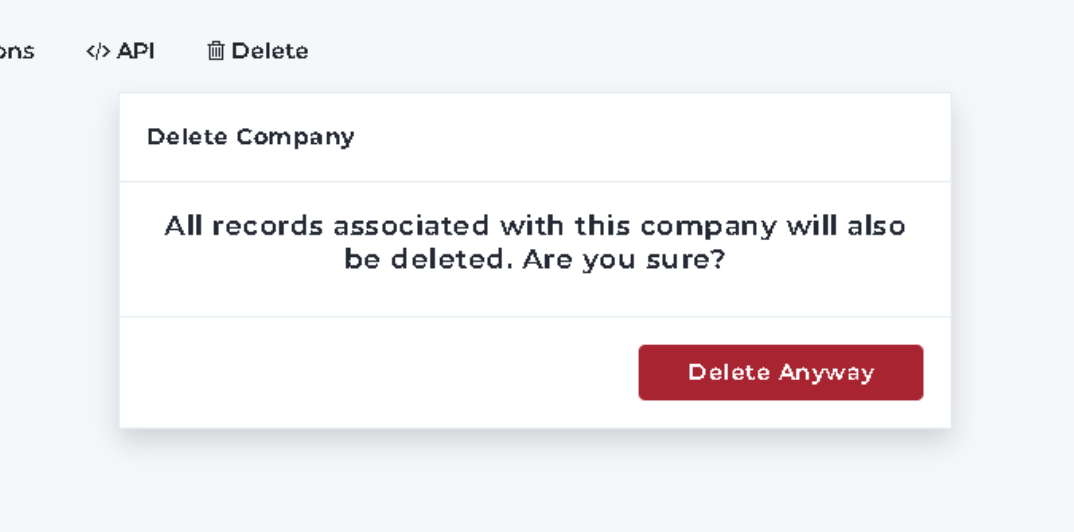 ons </> API Delete
Delete Company
All records associated with this company will also
be deleted. Are you sure?
Delete Anyway